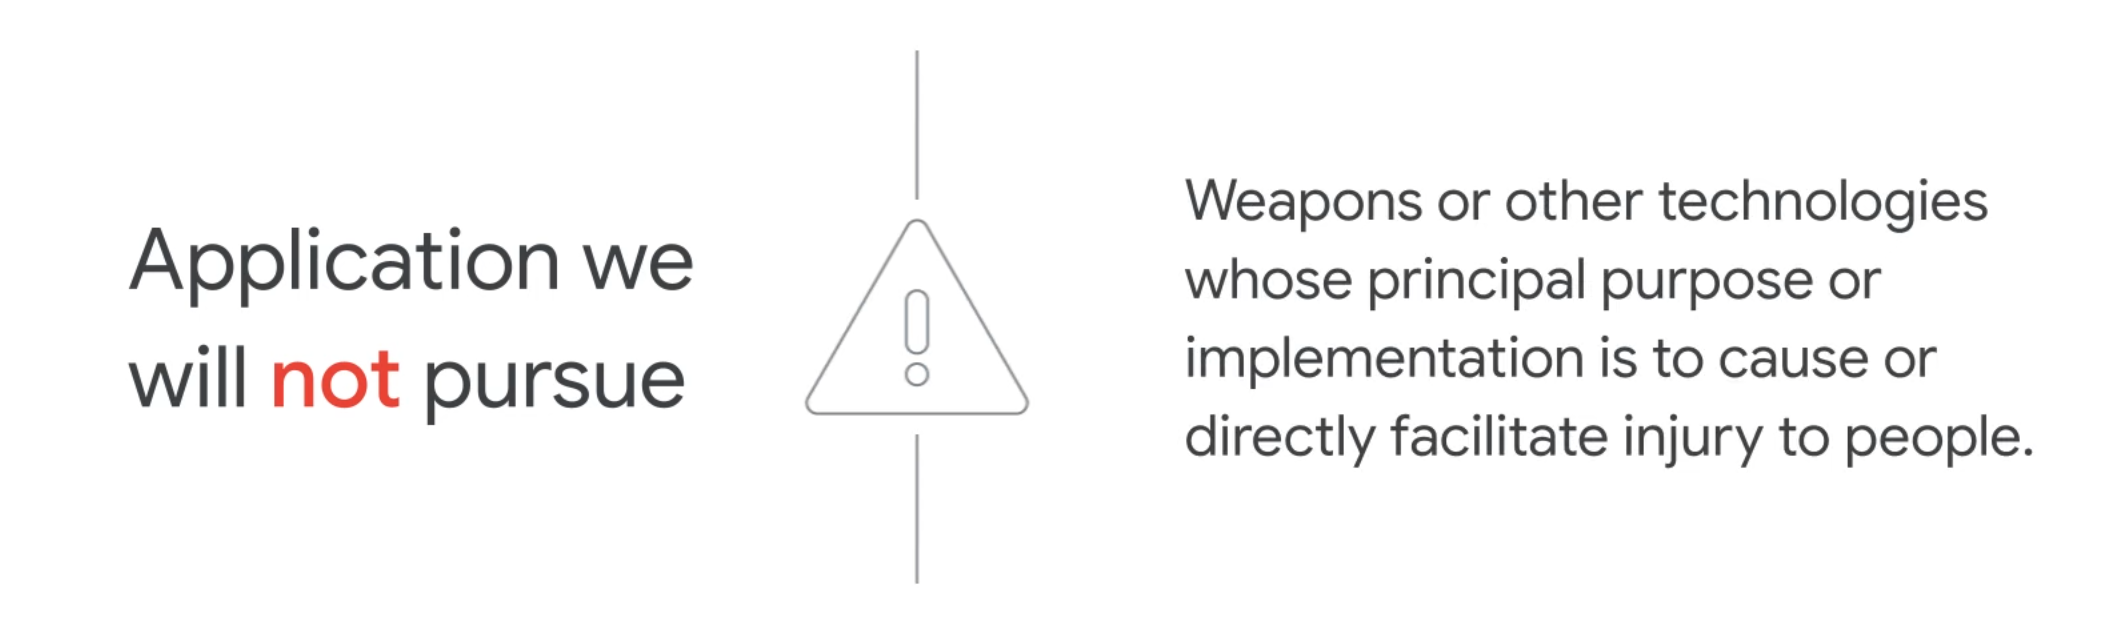 Application we
will not pursue
Weapons or other technologies
whose principal purpose or
implementation is to cause or
directly facilitate injury to people.